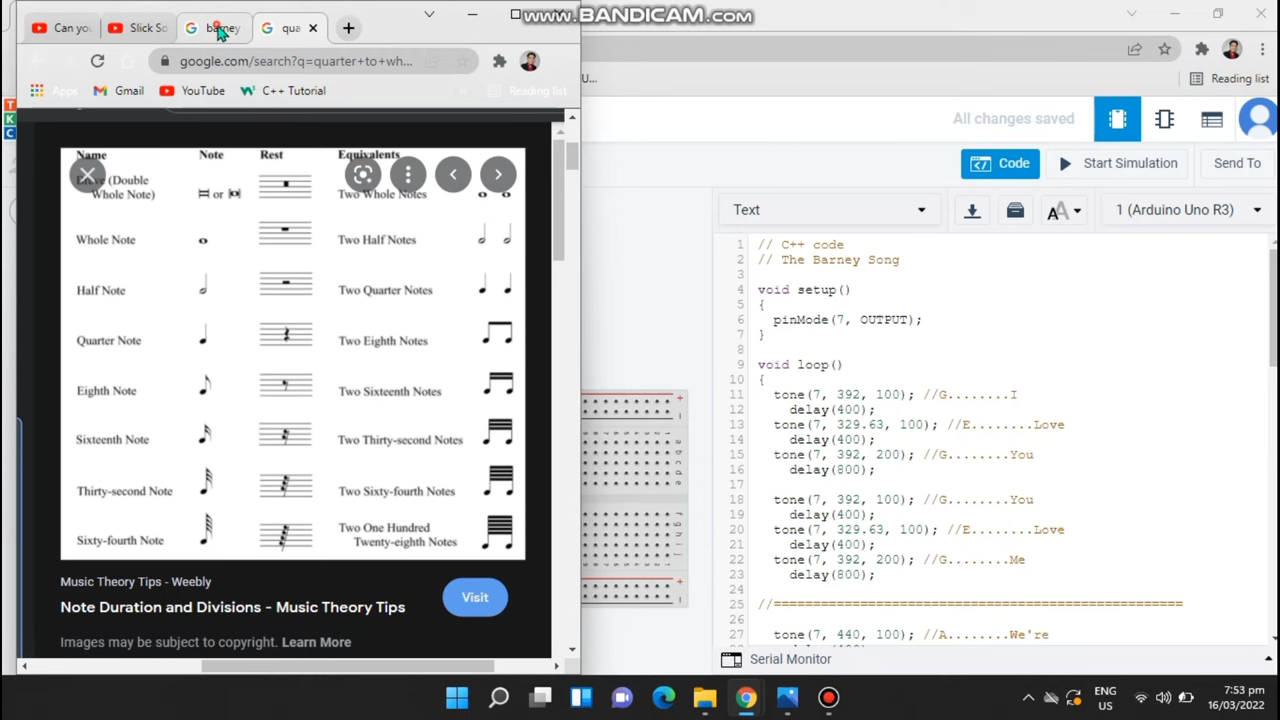 www.BANDICAM.com
Can you
Slick So
barney
qua
google.com/search?q=quarter+to+wh...
Apps
Gmail
YouTube
C++ Tutorial
Reading list
U...
Reading list
T
K
C
All changes saved
Code
Start Simulation
Send To
Text
1 (Arduino Uno R3)
Name Note Rest Equivalents
(Double
Whole Note) or Two Whole Notes
Whole Note Two Half Notes
Half Note Two Quarter Notes
Quarter Note Two Eighth Notes
Eighth Note Two Sixteenth Notes
Sixteenth Note Two Thirty-second Notes
Thirty-second Note Two Sixty-fourth Notes
Sixty-fourth Note Two One Hundred
Twenty-eighth Notes
Music Theory Tips - Weebly
Note Duration and Divisions - Music Theory Tips
Visit
Images may be subject to copyright. Learn More
1 // C++ code
2 // The Barney Song
3
4 void setup()
5 {
6 pinMode(7, OUTPUT);
7 }
8
9 void loop()
10 {
11 tone(7, 392, 100); //G........I
12 delay(400);
13 tone(7, 329.63, 100); //E........Love
14 delay(400);
15 tone(7, 392, 200); //G........You
16 delay(800);
17
18 tone(7, 392, 100); //G........You
19 delay(400);
20 tone(7, 329.63, 100); //E........Love
21 delay(400);
22 tone(7, 392, 200); //G........Me
23 delay(800);
24
25 //================================================
26
27 tone(7, 440, 100); //A........We're
Serial Monitor
ENG
US
7:53 pm
16/03/2022